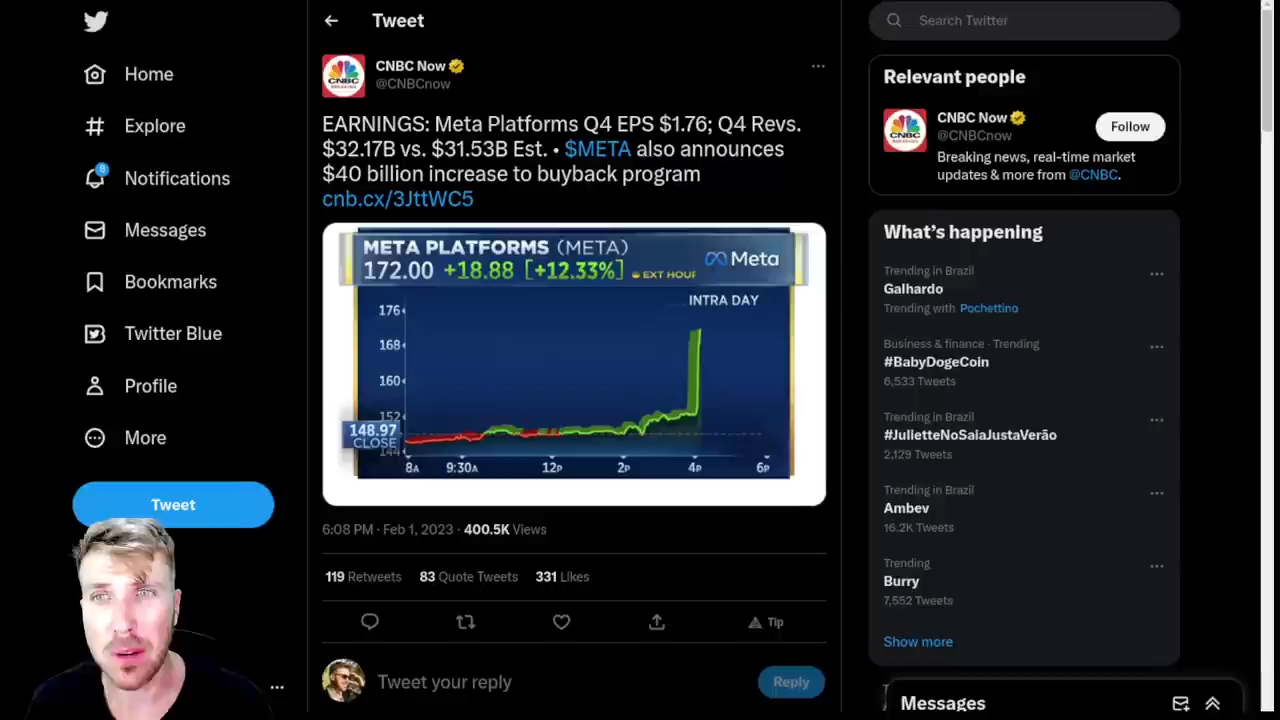 Home
Explore
8
Notifications
Messages
Bookmarks
Twitter Blue
Profile
More
Tweet
Tweet
CNBC Now
@CNBCnow
EARNINGS: Meta Platforms Q4 EPS $1.76; Q4 Revs.
$32.17B vs. $31.53B Est. • $META also announces
$40 billion increase to buyback program
cnb.cx/3JttWC5
META PLATFORMS (META)
172.00 +18.88 [+12.33%] EXT HOUR
Meta
INTRA DAY
176
168
160
152
148.97
CLOSE
144
8A 9:30A 12P 2P 4P 6P
6:08 PM · Feb 1, 2023 · 400.5K Views
119 Retweets 83 Quote Tweets 331 Likes
Tip
Tweet your reply
Reply
Search Twitter
Relevant people
CNBC Now
@CNBCnow
Follow
Breaking news, real-time market
updates & more from @CNBC.
What's happening
Trending in Brazil
Galhardo
Trending with Pochettino
Business & finance · Trending
#BabyDogeCoin
6,533 Tweets
Trending in Brazil
#JulietteNoSaiaJustaVerão
2,129 Tweets
Trending in Brazil
Ambev
16.2K Tweets
Trending
Burry
7,552 Tweets
Show more
Messages